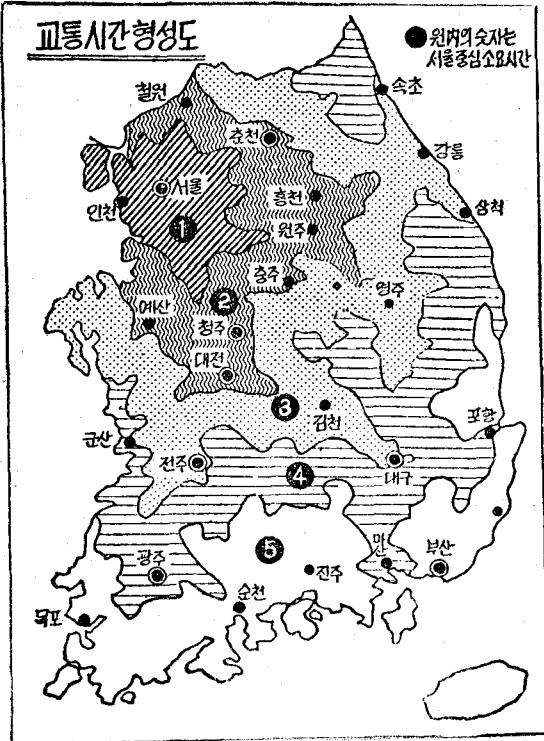 교통시간형성도
● 원內의 숫자는
서울중심소요시간
철원
속초
춘천
강릉
서울
홍천
인천
삼척
1
원주
충주
2
영주
예산
청주
대전
3
김천
군산
포항
전주
4
대구
5
마산
부산
광주
진주
순천
목포